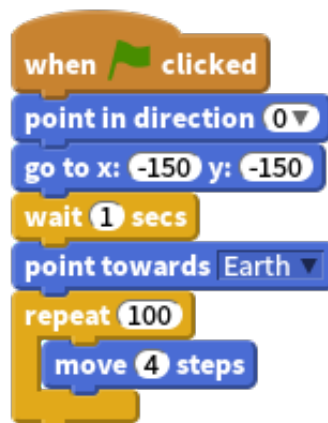 when clicked
point in direction 0
go to x: -150 y: -150
wait 1 secs
point towards Earth
repeat 100
move 4 steps